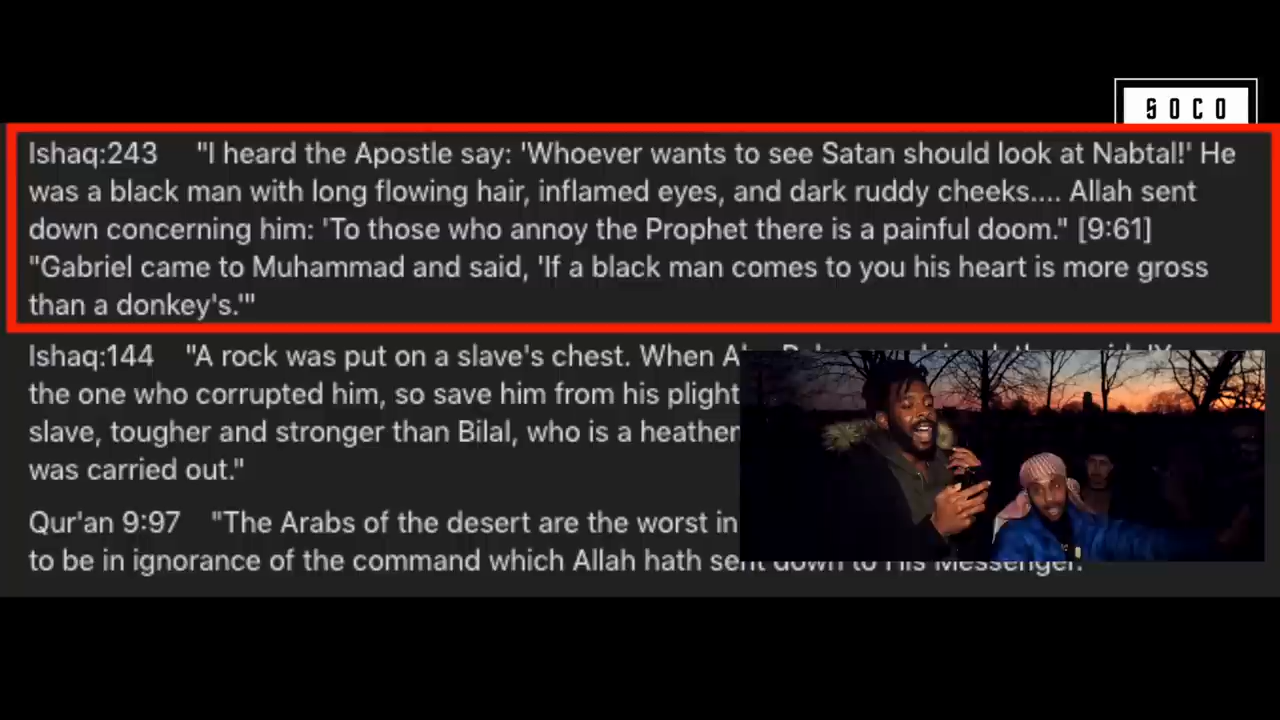 SOCO
Ishaq:243 "I heard the Apostle say: 'Whoever wants to see Satan should look at Nabtal!' He
was a black man with long flowing hair, inflamed eyes, and dark ruddy cheeks.... Allah sent
down concerning him: 'To those who annoy the Prophet there is a painful doom." [9:61]
"Gabriel came to Muhammad and said, 'If a black man comes to you his heart is more gross
than a donkey's.'"
Ishaq:144 "A rock was put on a slave's chest. When
the one who corrupted him, so save him from his plight
slave, tougher and stronger than Bilal, who is a heathen
was carried out."
Qur'an 9:97 "The Arabs of the desert are the worst in
to be in ignorance of the command which Allah hath sent down to His Messenger.